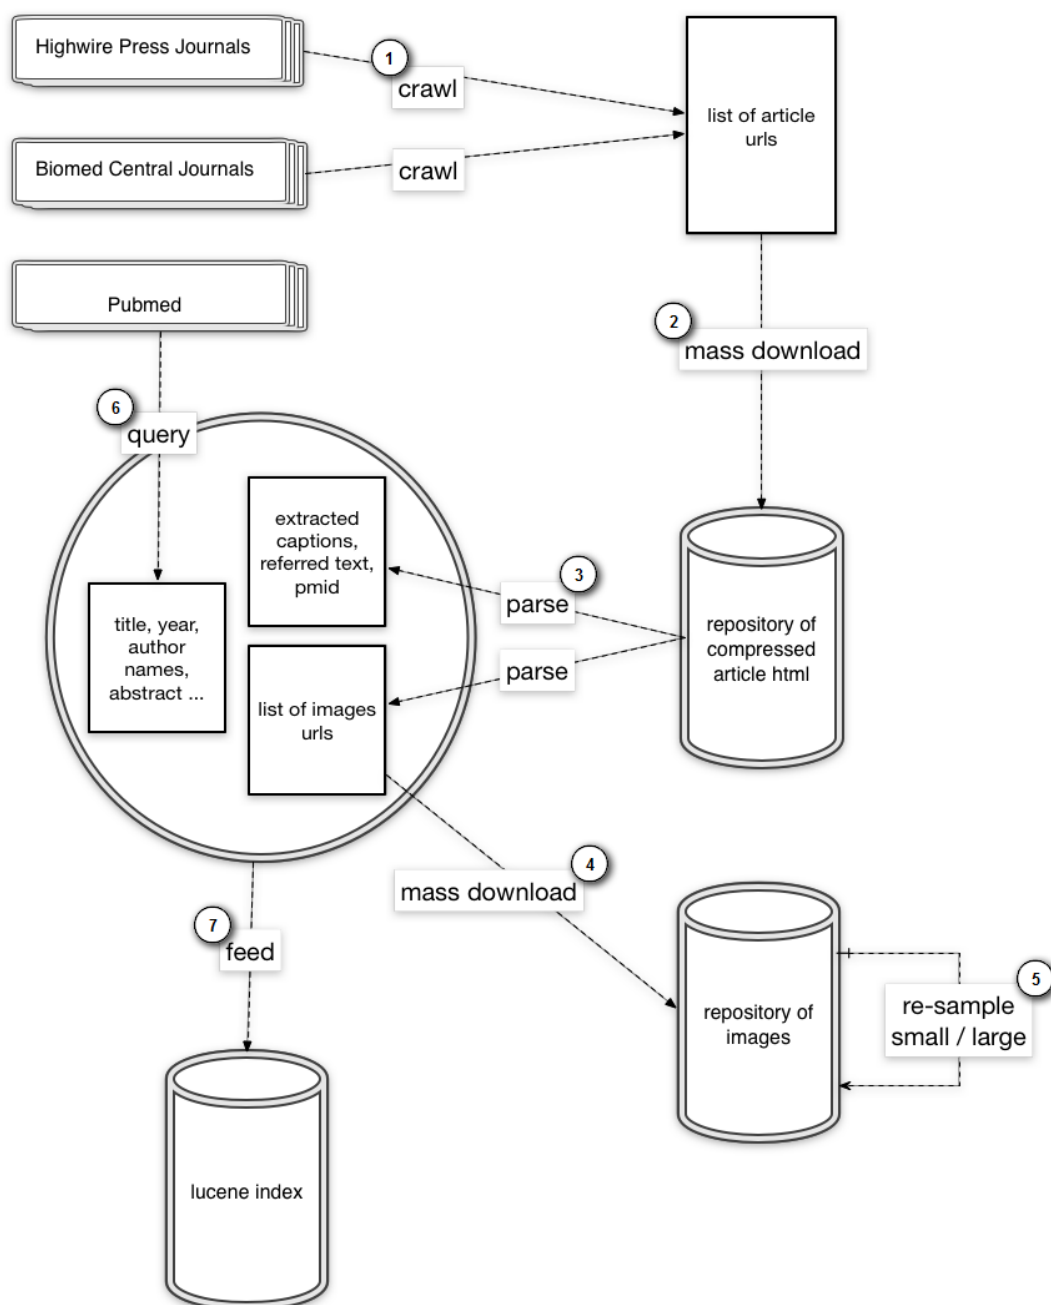 Highwire Press Journals
1
crawl
list of article
urls
Biomed Central Journals
crawl
Pubmed
2
mass download
6
query
extracted
captions,
referred text,
pmid
3
parse
title, year,
author
names,
abstract ...
repository of
compressed
article html
parse
list of images
urls
4
mass download
7
feed
5
re-sample
small / large
repository of
images
lucene index